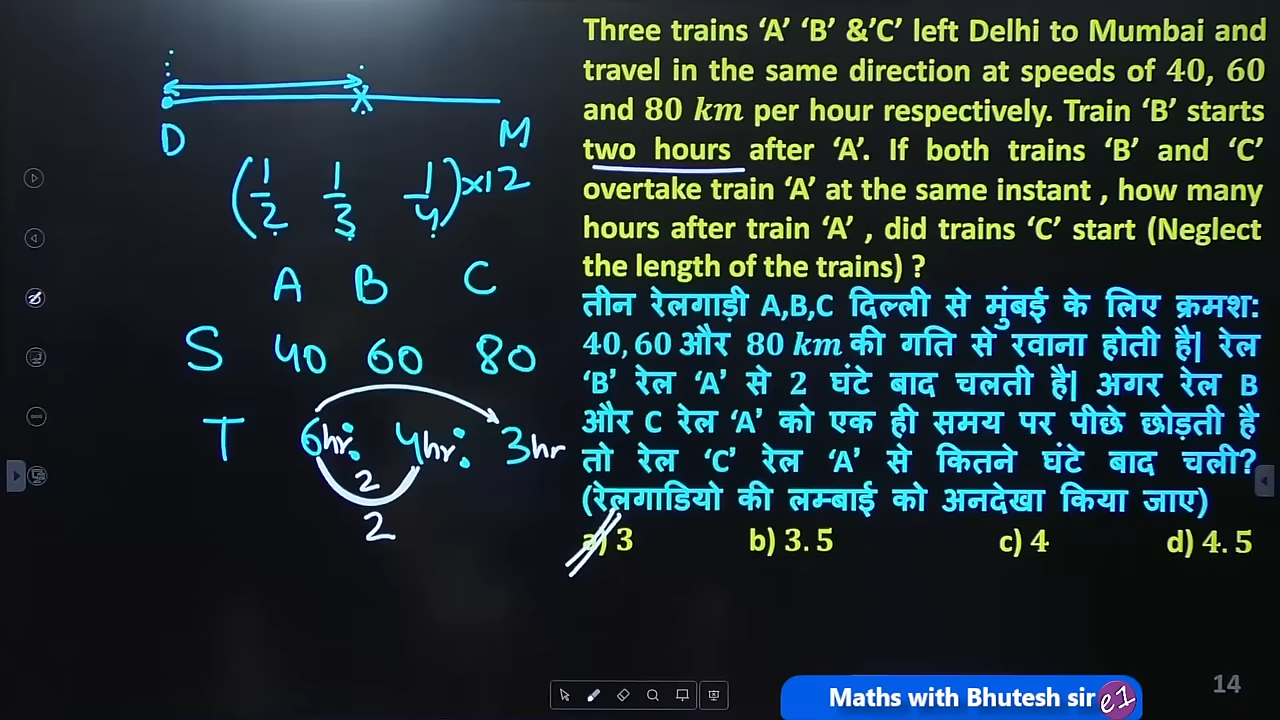 Three trains ‘A’ ‘B’ &’C’ left Delhi to Mumbai and
travel in the same direction at speeds of 40, 60
and 80 km per hour respectively. Train ‘B’ starts
two hours after ‘A’. If both trains ‘B’ and ‘C’
overtake train ‘A’ at the same instant , how many
hours after train ‘A’ , did trains ‘C’ start (Neglect
the length of the trains) ?
तीन रेलगाड़ी A,B,C दिल्ली से मुंबई के लिए क्रमश:
40, 60 और 80 km की गति से रवाना होती है| रेल
‘B’ रेल ‘A’ से 2 घंटे बाद चलती है| अगर रेल B
और C रेल ‘A’ को एक ही समय पर पीछे छोड़ती है
तो रेल ‘C’ रेल ‘A’ से कितने घंटे बाद चली?
(रेलगाडियो की लम्बाई को अनदेखा किया जाए)
a) 3 b) 3.5 c) 4 d) 4.5
D M
(1/2 1/3 1/4)×12
A B C
S 40 60 80
T 6hr: 4hr: 3hr
2
2
Maths with Bhutesh sir e1
14